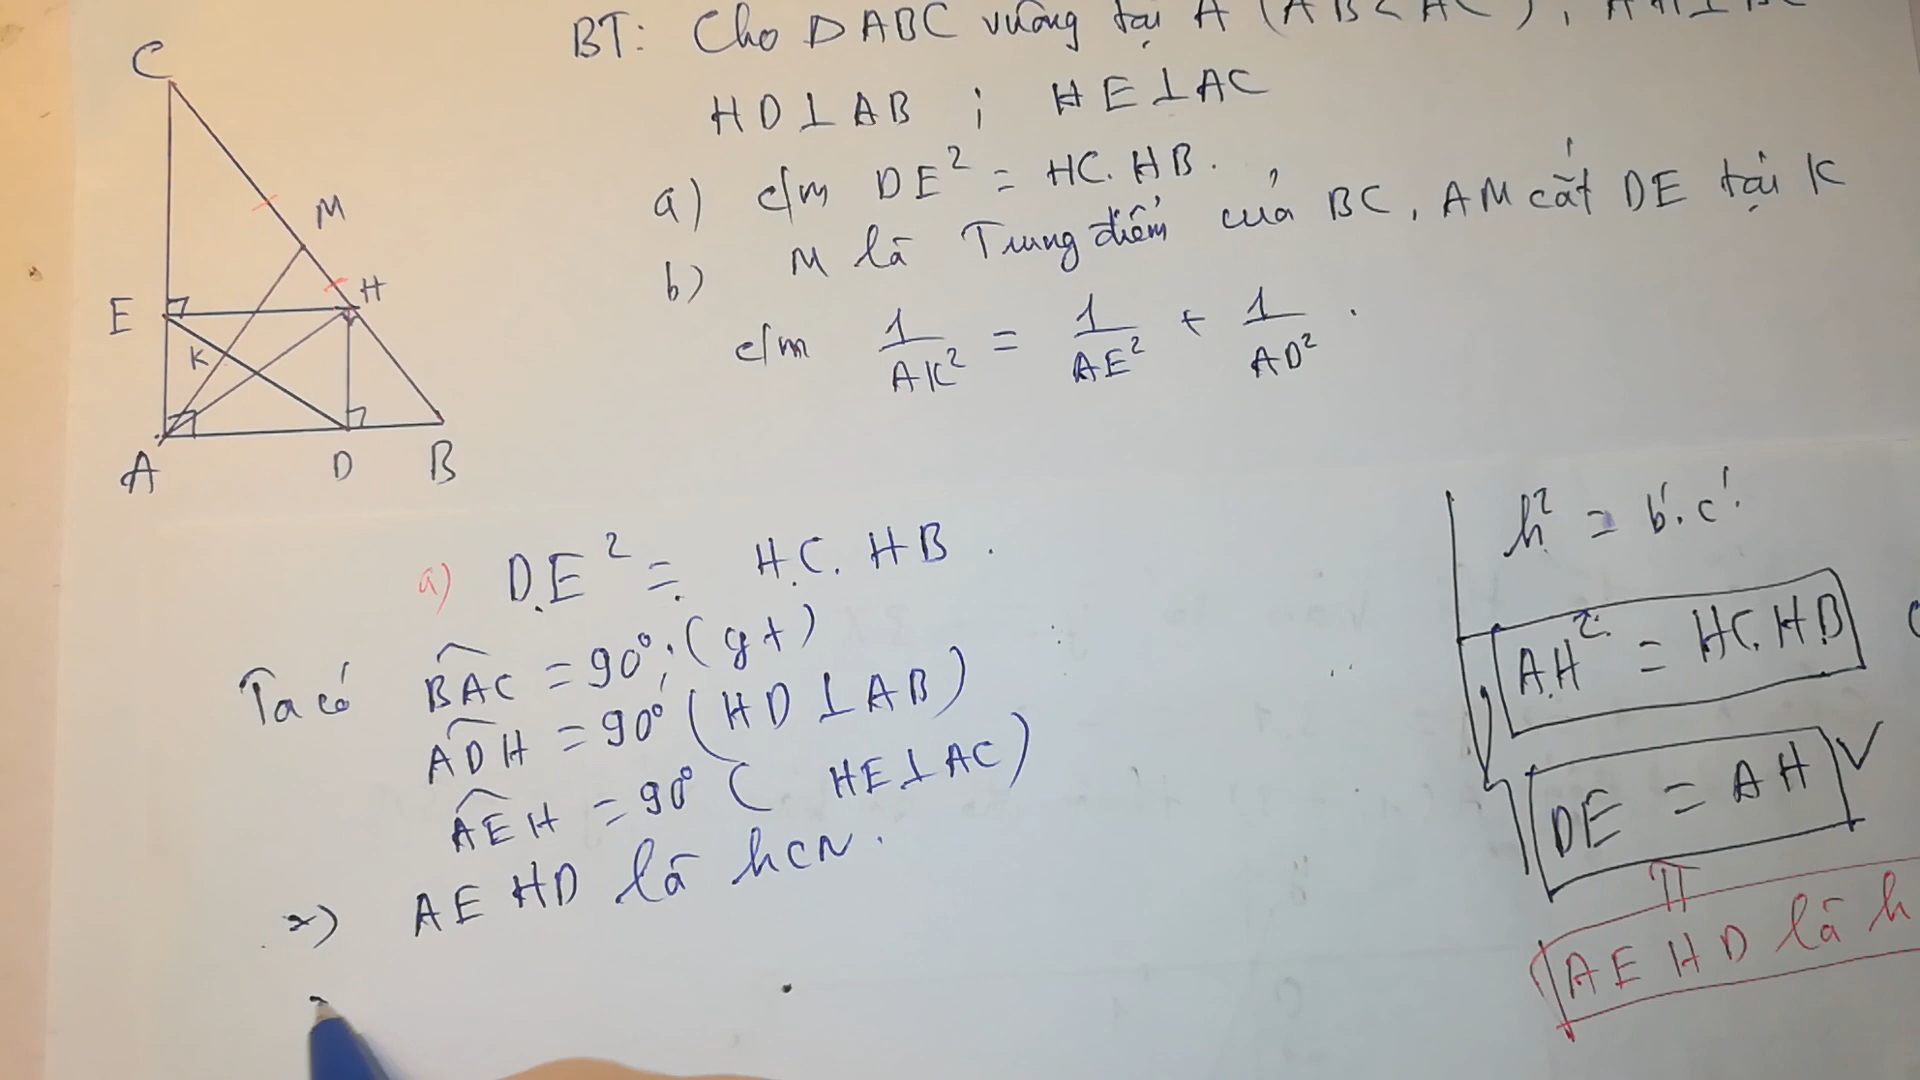 BT: Cho Δ ABC vuông tại A (AB < AC), AH ⊥ BC
HD ⊥ AB ; HE ⊥ AC
a) c/m DE² = HC. HB.
b) M là Trung điểm của BC, AM cắt DE tại K
c/m 1/AK² = 1/AE² + 1/AD².
C
M
H
E
K
A
D
B
a) DE² = HC. HB.
Ta có BAC = 90°. (gt)
ADH = 90° (HD ⊥ AB)
AEH = 90° (HE ⊥ AC)
=> AEHD là hcN.
h² = b'. c'.
AH² = HC. HB
DE = AH ✓
AEHD là h